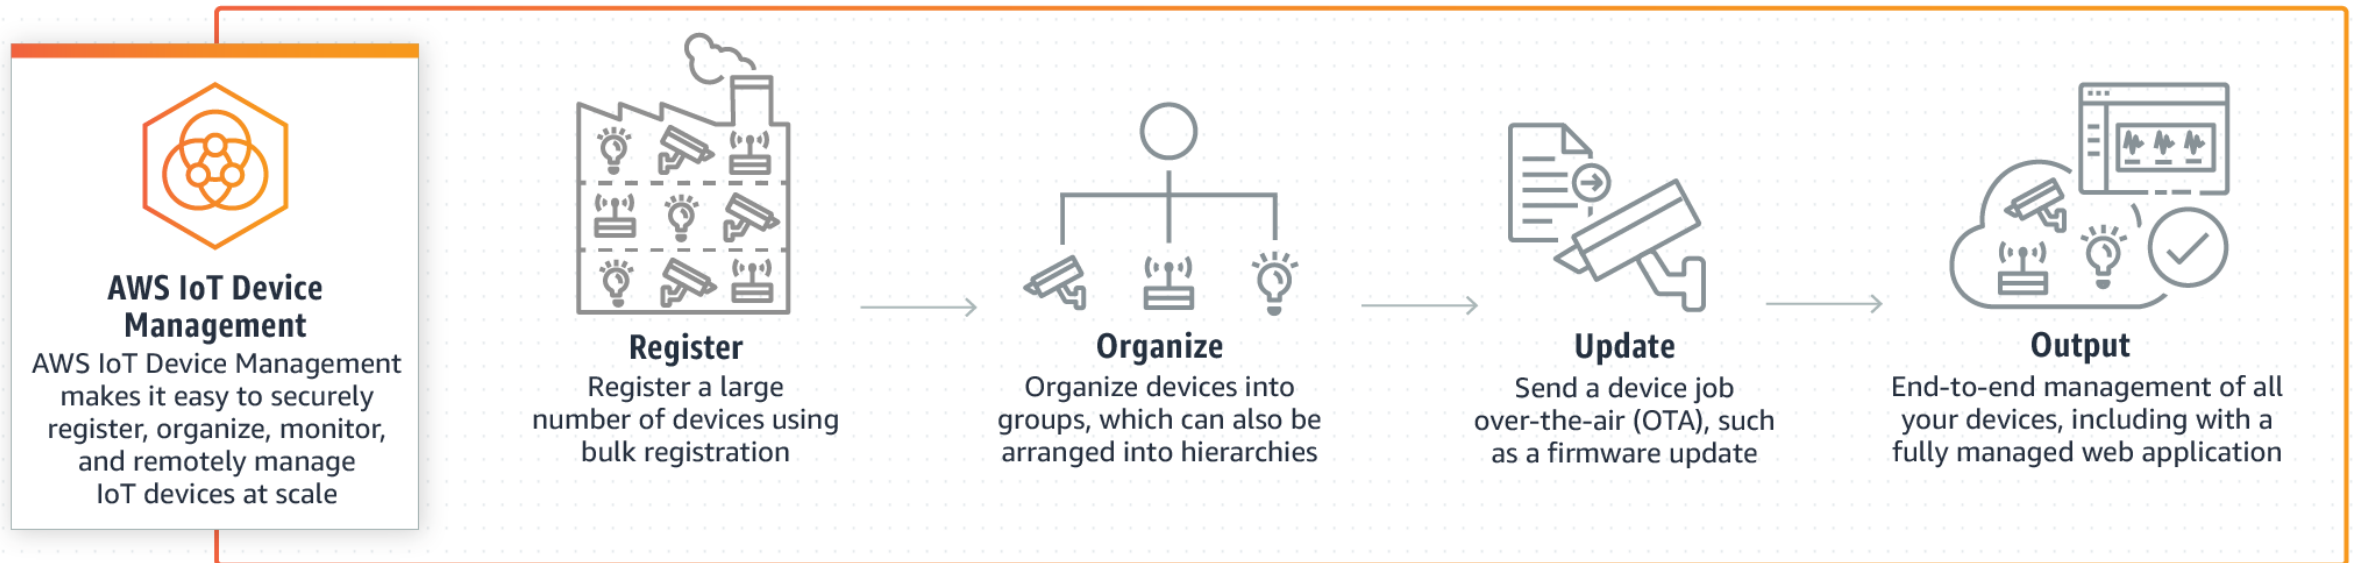 AWS IoT Device
Management
AWS IoT Device Management
makes it easy to securely
register, organize, monitor,
and remotely manage
IoT devices at scale
Register
Register a large
number of devices using
bulk registration
Organize
Organize devices into
groups, which can also be
arranged into hierarchies
Update
Send a device job
over-the-air (OTA), such
as a firmware update
Output
End-to-end management of all
your devices, including with a
fully managed web application